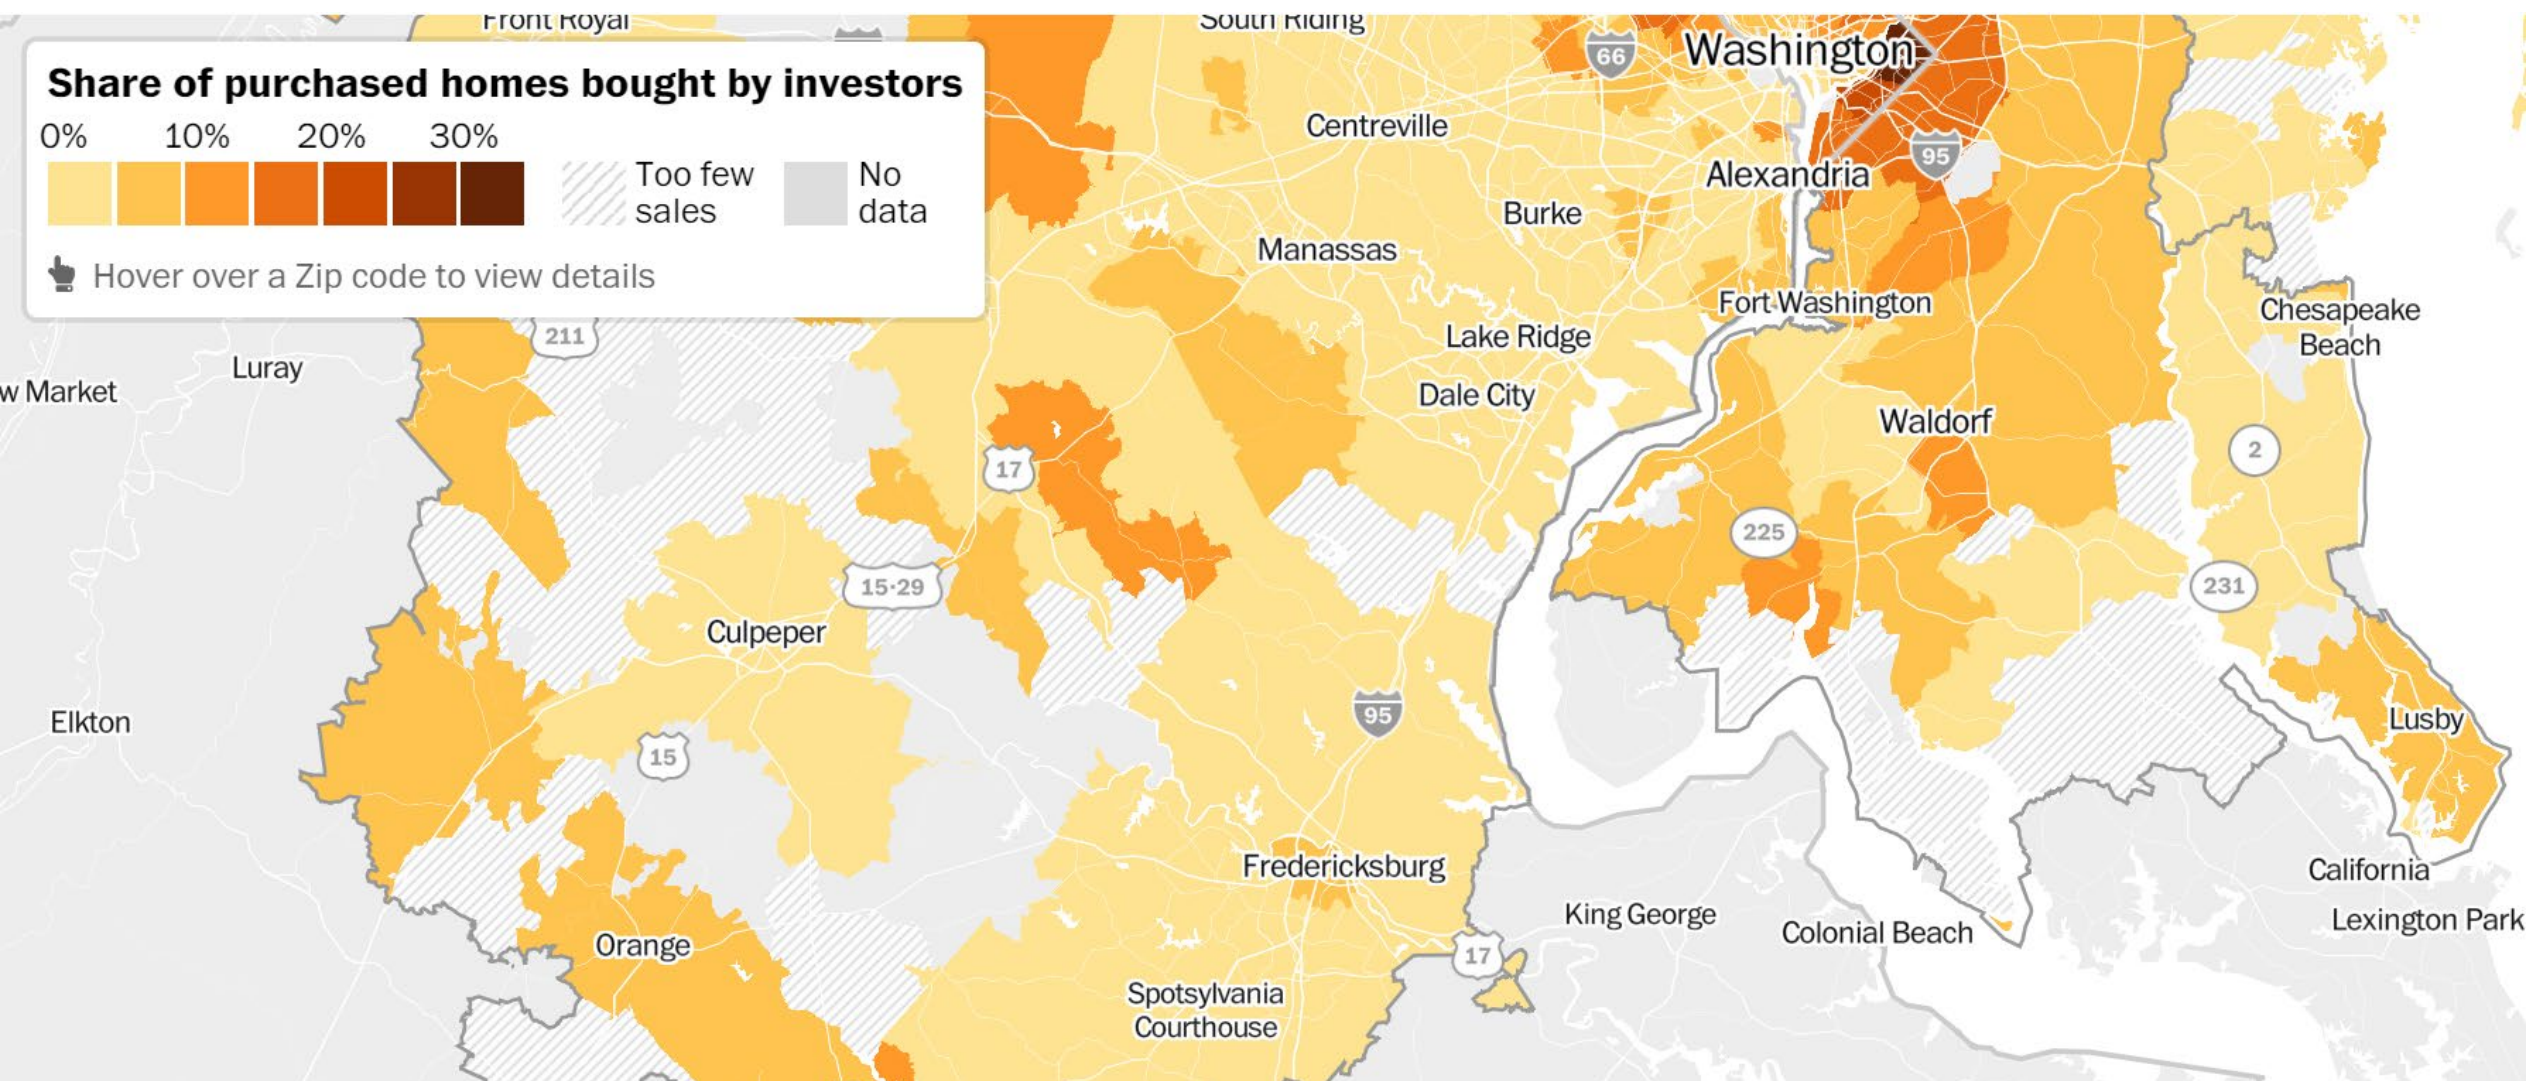 Front Royal
South Riding
Share of purchased homes bought by investors
0% 10% 20% 30%
Too few
sales
No
data
Hover over a Zip code to view details
66
Washington
Centreville
95
Alexandria
Burke
Manassas
Fort Washington
Chesapeake
Beach
211
Lake Ridge
Luray
w Market
Dale City
Waldorf
2
17
225
15-29
231
Culpeper
95
Elkton
Lusby
15
Fredericksburg
California
King George
Colonial Beach
Lexington Park
Orange
17
Spotsylvania
Courthouse